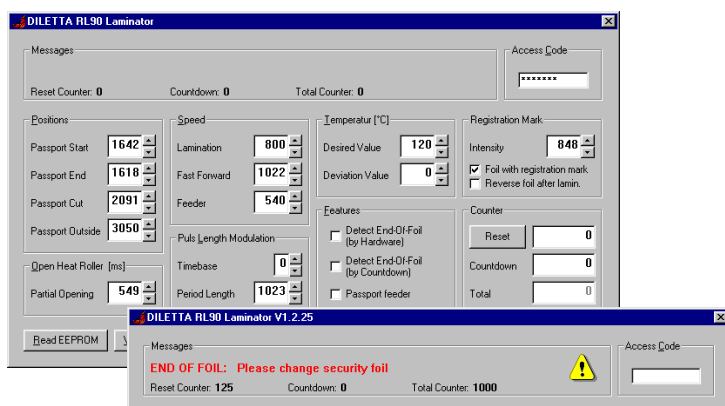 DILETTA RL90 Laminator
Messages
Access Code
*******
Reset Counter: 0 Countdown: 0 Total Counter: 0
Positions
Passport Start 1642
Passport End 1618
Passport Cut 2091
Passport Outside 3050
Speed
Lamination 800
Fast Forward 1022
Feeder 540
Temperatur [°C]
Desired Value 120
Deviation Value 0
Registration Mark
Intensity 848
Foil with registration mark
Reverse foil after lamin.
Open Heat Roller [ms]
Partial Opening 549
Puls Length Modulation
Timebase 0
Period Length 1023
Features
Detect End-Of-Foil
(by Hardware)
Detect End-Of-Foil
(by Countdown)
Passport feeder
Counter
Reset 0
Countdown 0
Total 0
Read EEPROM
DILETTA RL90 Laminator V1.2.25
Messages
Access Code
END OF FOIL: Please change security foil
Reset Counter: 125 Countdown: 0 Total Counter: 1000